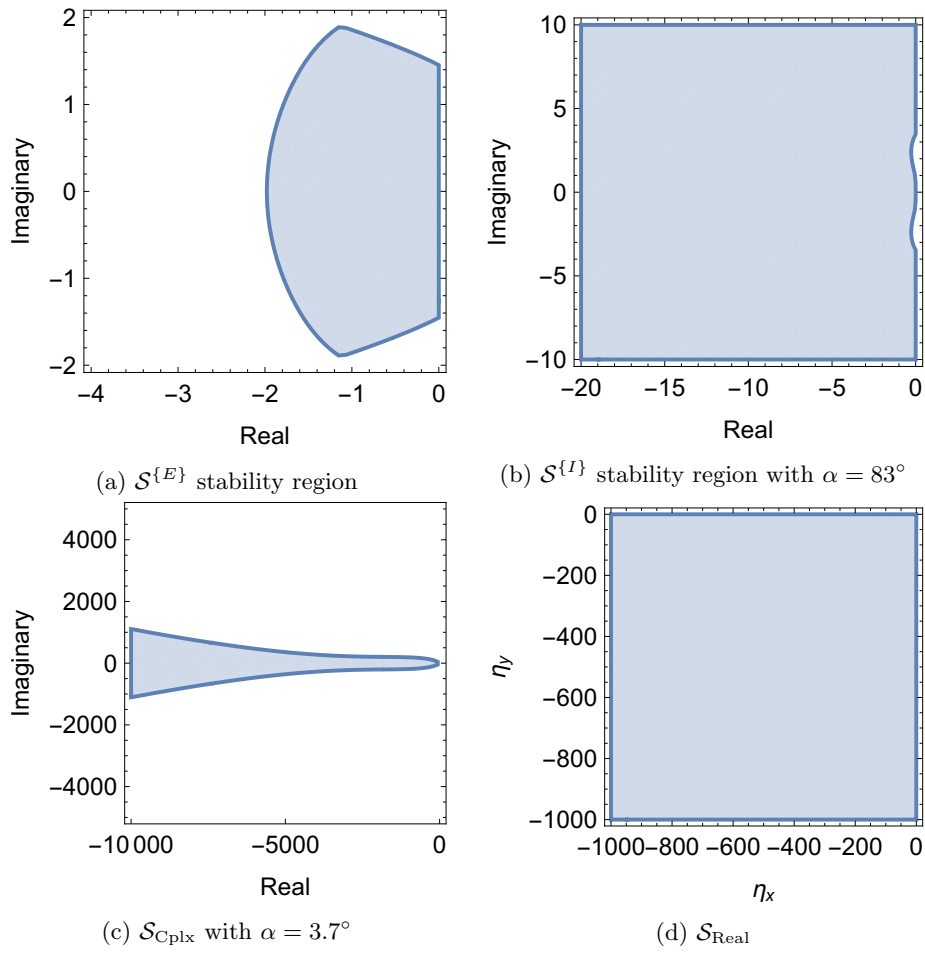 2
1
0
−1
−2
Imaginary
−4 −3 −2 −1 0
Real
(a) 𝒮^{E} stability region
10
5
0
−5
−10
Imaginary
−20 −15 −10 −5 0
Real
(b) 𝒮^{I} stability region with α = 83°
4000
2000
0
−2000
−4000
Imaginary
−10 000 −5000 0
Real
(c) 𝒮_Cplx with α = 3.7°
0
−200
−400
−600
−800
−1000
η_y
−1000 −800 −600 −400 −200 0
η_x
(d) 𝒮_Real